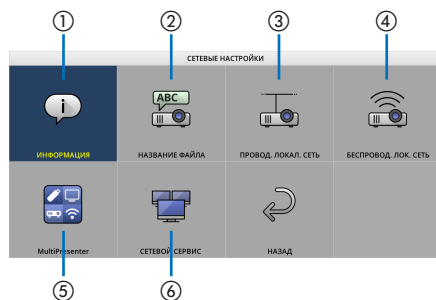 ① ② ③ ④
СЕТЕВЫЕ НАСТРОЙКИ
ABC
ИНФОРМАЦИЯ НАЗВАНИЕ ФАЙЛА ПРОВОД. ЛОКАЛ. СЕТЬ БЕСПРОВОД. ЛОК. СЕТЬ
MultiPresenter СЕТЕВОЙ СЕРВИС НАЗАД
⑤ ⑥